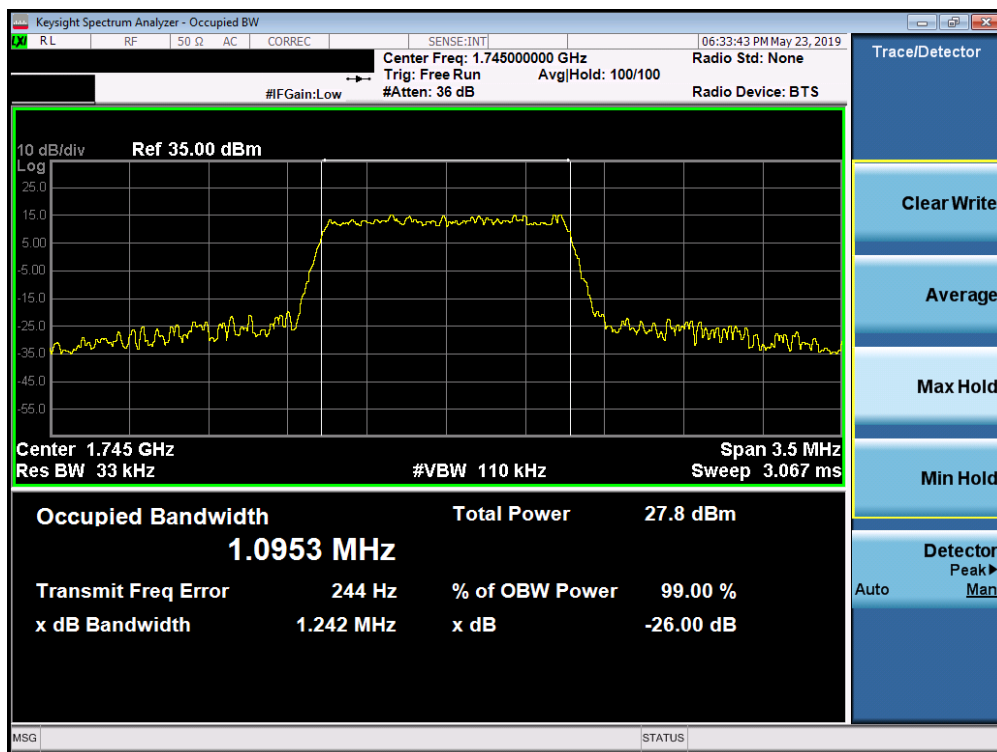 Keysight Spectrum Analyzer - Occupied BW
LXI RL RF 50 Ω AC CORREC SENSE:INT 06:33:43 PM May 23, 2019
Center Freq: 1.745000000 GHz Radio Std: None
Trig: Free Run Avg|Hold: 100/100
#IFGain:Low #Atten: 36 dB Radio Device: BTS
10 dB/div Ref 35.00 dBm
Log
25.0
15.0
5.00
-5.00
-15.0
-25.0
-35.0
-45.0
-55.0
Center 1.745 GHz Span 3.5 MHz
Res BW 33 kHz #VBW 110 kHz Sweep 3.067 ms
Occupied Bandwidth Total Power 27.8 dBm
1.0953 MHz
Transmit Freq Error 244 Hz % of OBW Power 99.00 %
x dB Bandwidth 1.242 MHz x dB -26.00 dB
MSG STATUS
Trace/Detector
Clear Write
Average
Max Hold
Min Hold
Detector
Peak▶
Auto Man